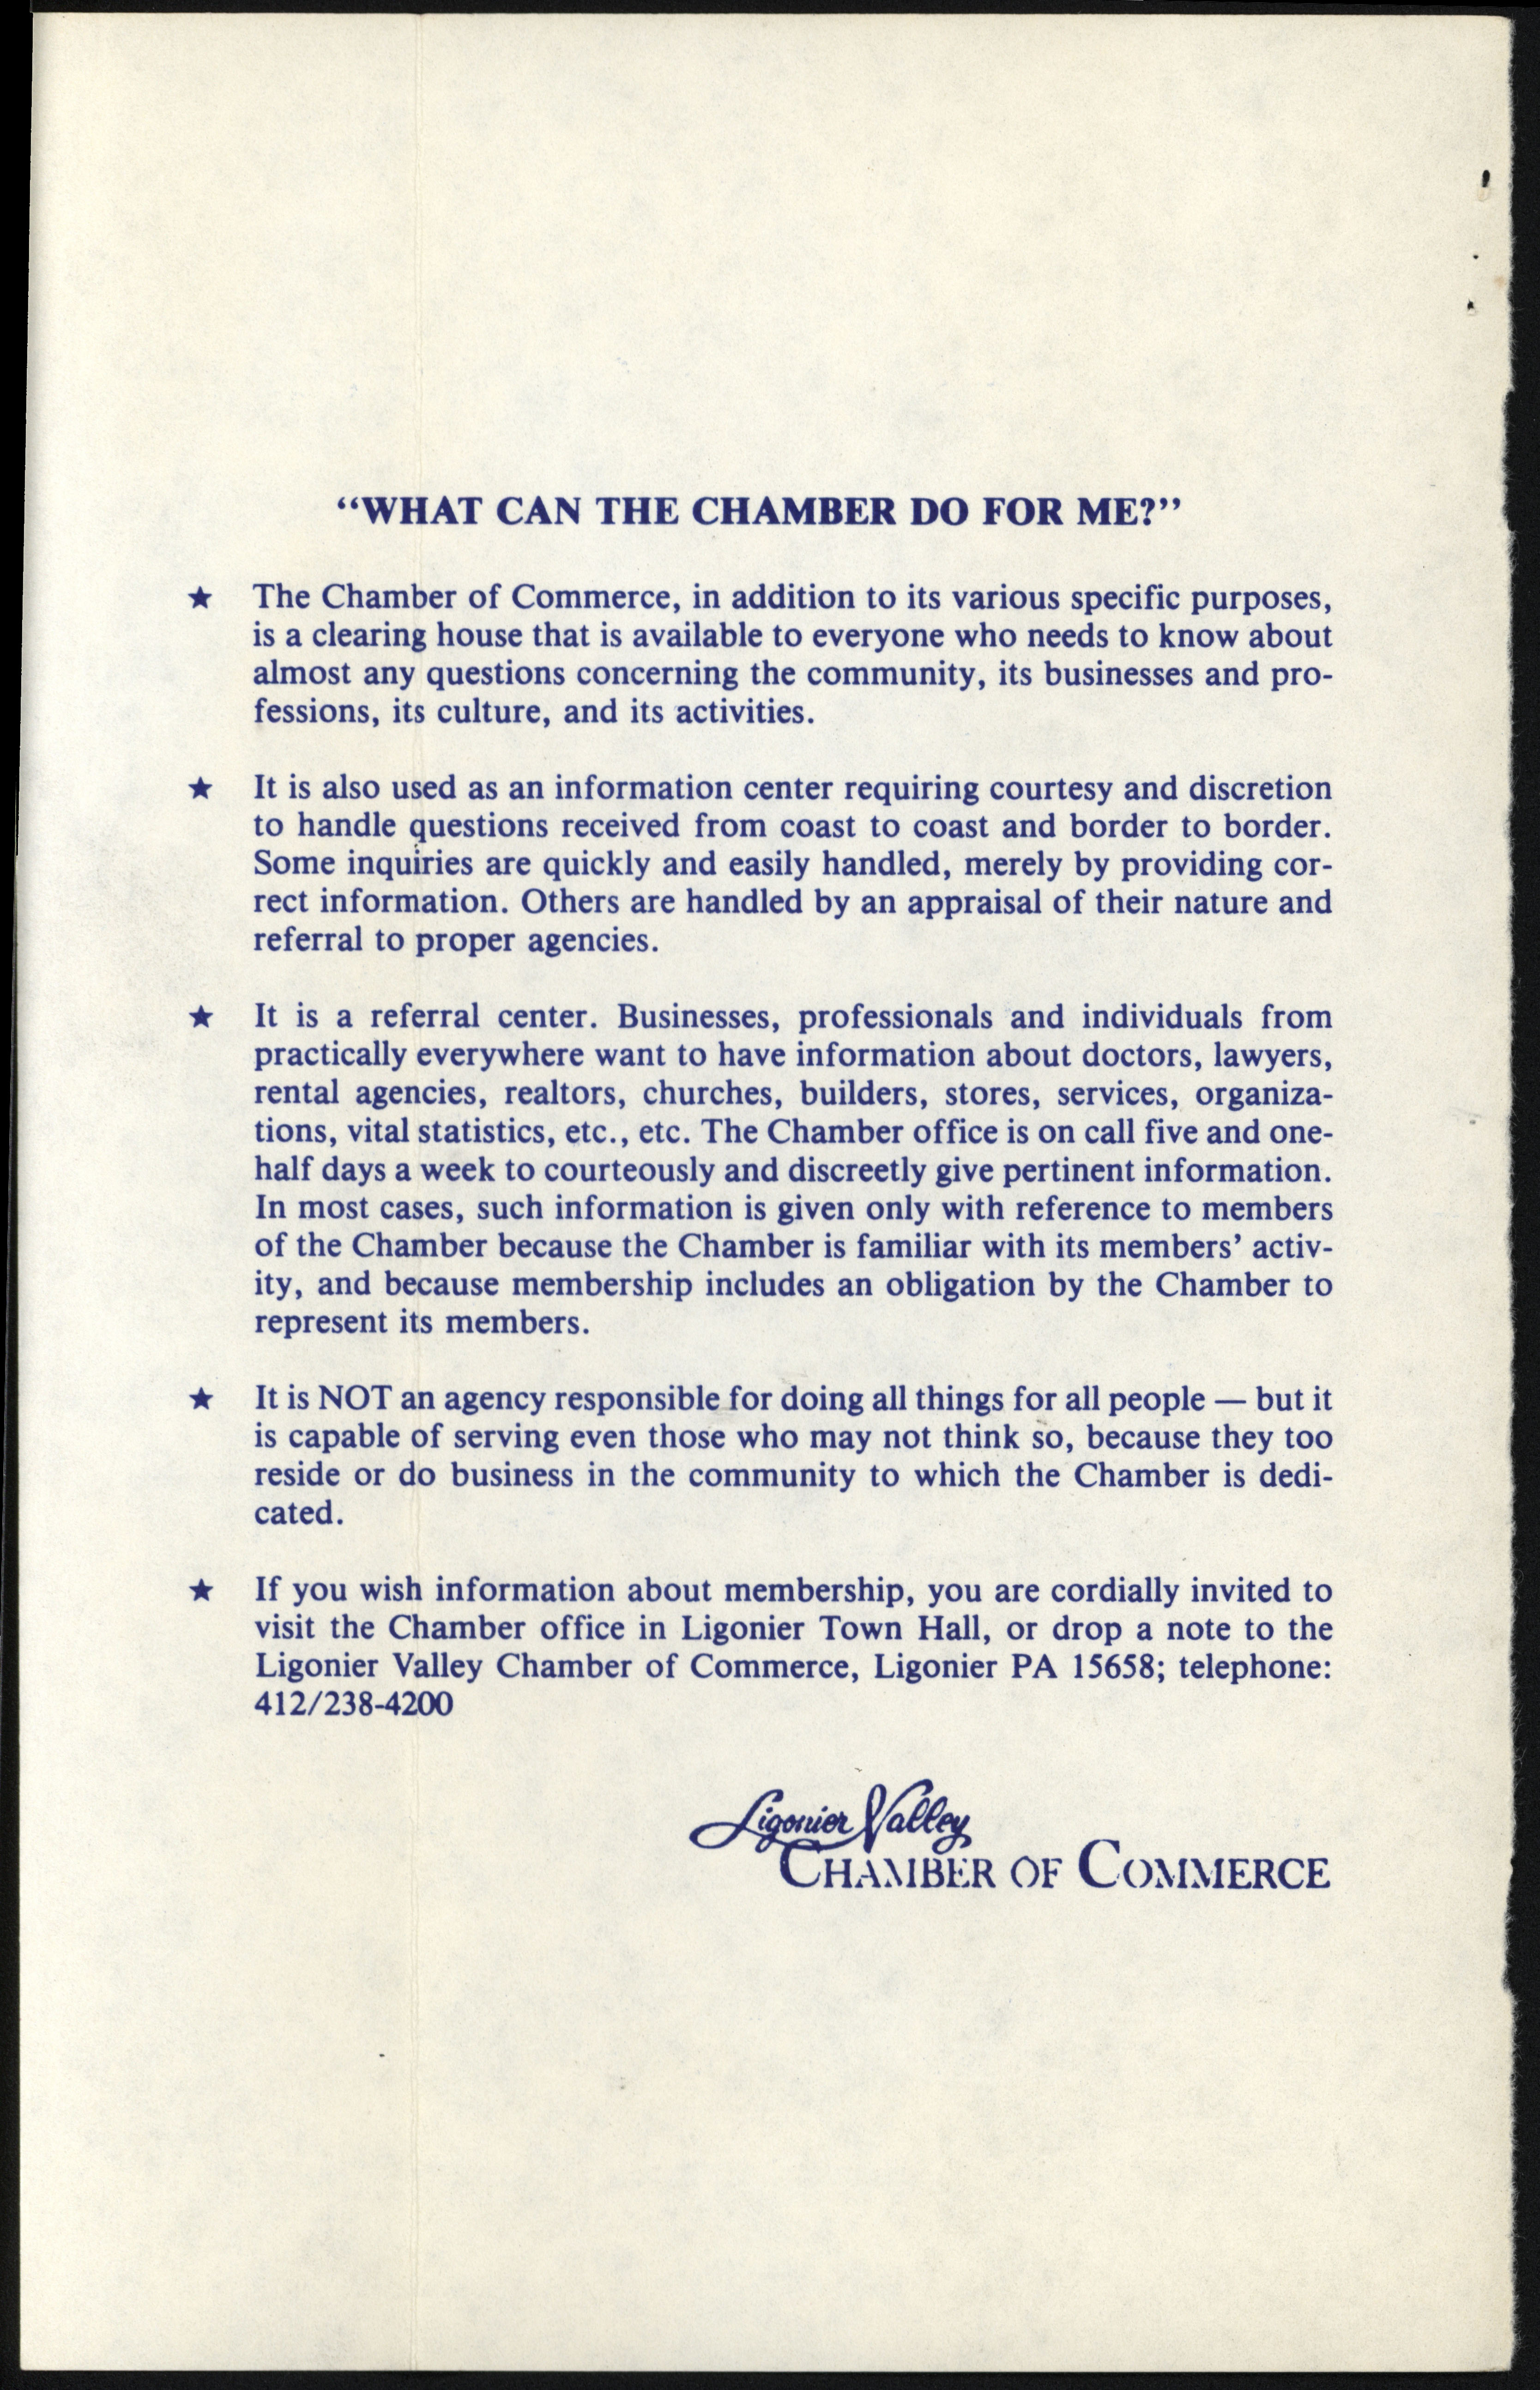 “WHAT CAN THE CHAMBER DO FOR ME?”
★ The Chamber of Commerce, in addition to its various specific purposes,
is a clearing house that is available to everyone who needs to know about
almost any questions concerning the community, its businesses and pro-
fessions, its culture, and its activities.
★ It is also used as an information center requiring courtesy and discretion
to handle questions received from coast to coast and border to border.
Some inquiries are quickly and easily handled, merely by providing cor-
rect information. Others are handled by an appraisal of their nature and
referral to proper agencies.
★ It is a referral center. Businesses, professionals and individuals from
practically everywhere want to have information about doctors, lawyers,
rental agencies, realtors, churches, builders, stores, services, organiza-
tions, vital statistics, etc., etc. The Chamber office is on call five and one-
half days a week to courteously and discreetly give pertinent information.
In most cases, such information is given only with reference to members
of the Chamber because the Chamber is familiar with its members’ activ-
ity, and because membership includes an obligation by the Chamber to
represent its members.
★ It is NOT an agency responsible for doing all things for all people — but it
is capable of serving even those who may not think so, because they too
reside or do business in the community to which the Chamber is dedi-
cated.
★ If you wish information about membership, you are cordially invited to
visit the Chamber office in Ligonier Town Hall, or drop a note to the
Ligonier Valley Chamber of Commerce, Ligonier PA 15658; telephone:
412/238-4200
Ligonier Valley
CHAMBER OF COMMERCE